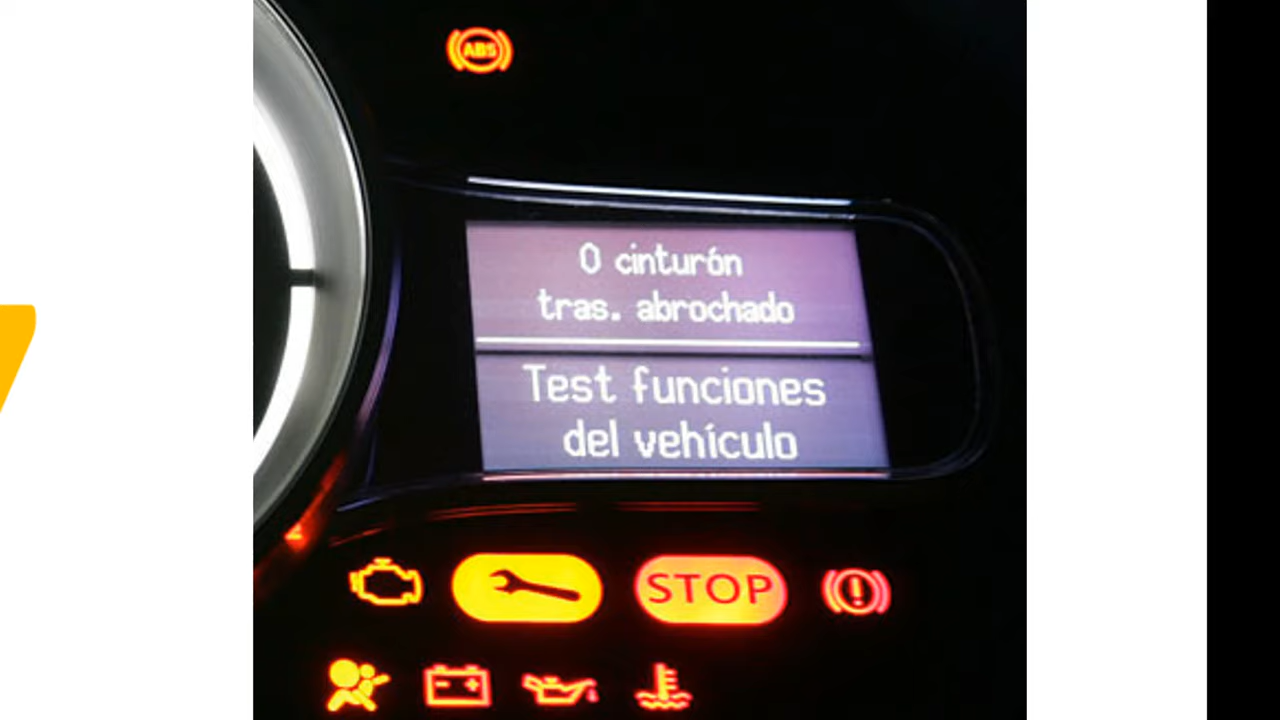 ABS
0 cinturón
tras. abrochado
Test funciones
del vehículo
STOP